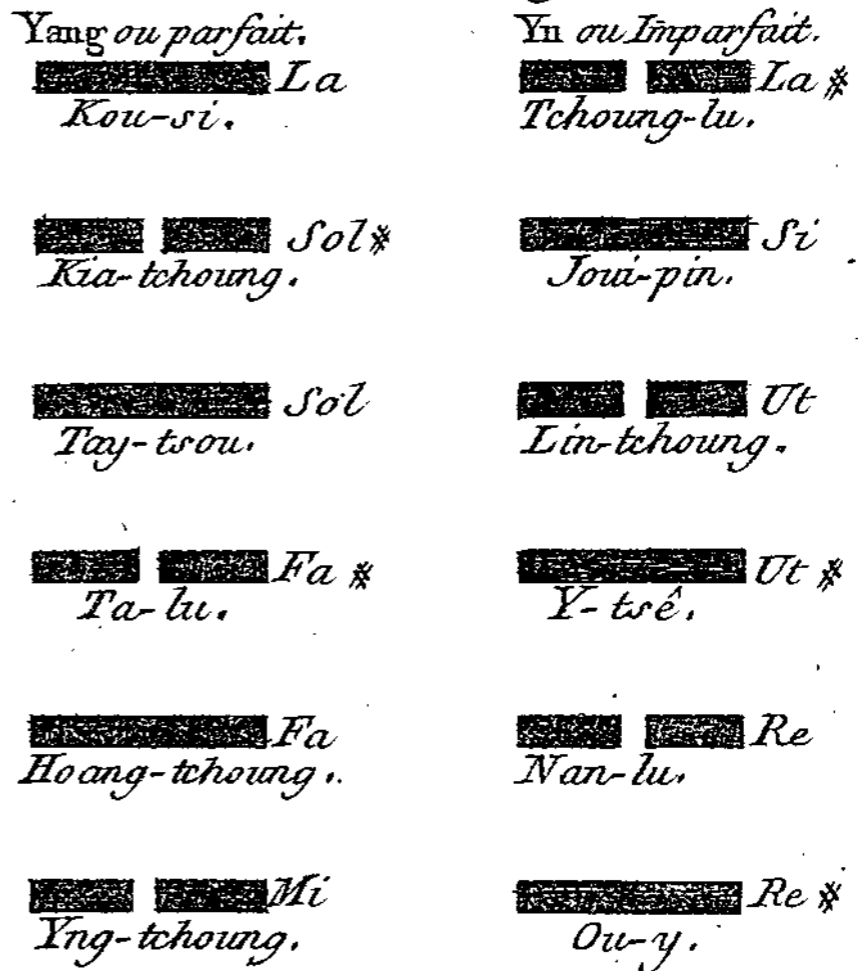 Yang ou parfait.
La
Kou-si.
Sol#
Kia-tchoung.
Sol
Tay-tsou.
Fa #
Ta-lu.
Fa
Hoang-tchoung.
Mi
Yng-tchoung.
Yn ou Imparfait.
La #
Tchoung-lu.
Si
Joui-pin.
Ut
Lin-tchoung.
Ut #
Y-tsê.
Re
Nan-lu.
Re #
Ou-y.